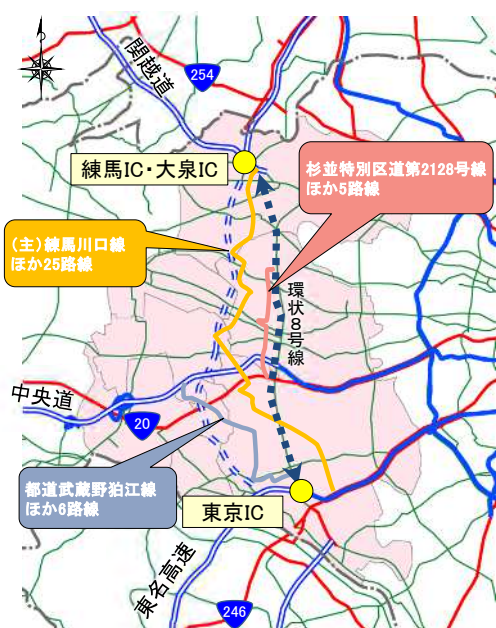 関越道
254
練馬IC・大泉IC
杉並特別区道第2128号線
ほか5路線
(主)練馬川口線
ほか25路線
環状8号線
中央道
20
都道武蔵野狛江線
ほか6路線
東京IC
東名高速
246